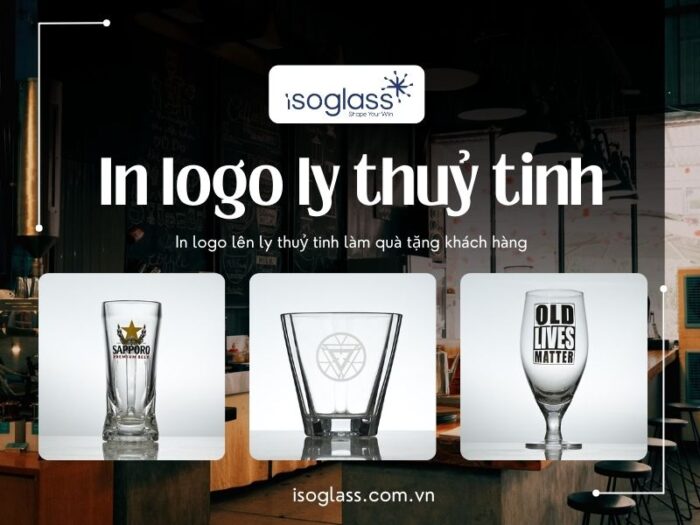 isoglass
Shape Your Win
In logo ly thuỷ tinh
In logo lên ly thuỷ tinh làm quà tặng khách hàng
SAPPORO
PREMIUM BEER
OLD
LIVES
MATTER
isoglass.com.vn